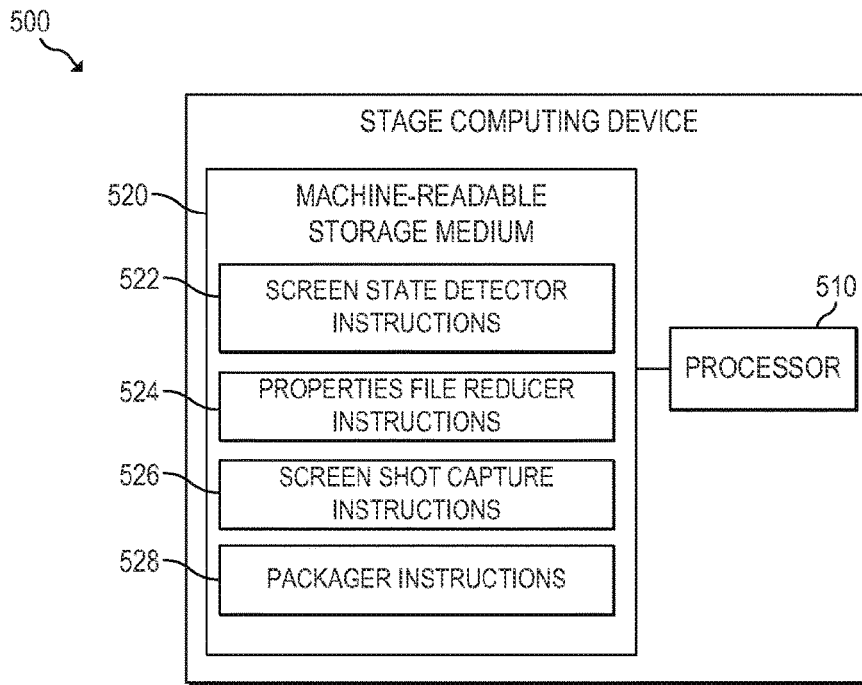 500
STAGE COMPUTING DEVICE
520
MACHINE-READABLE
STORAGE MEDIUM
522
SCREEN STATE DETECTOR
INSTRUCTIONS
510
PROCESSOR
524
PROPERTIES FILE REDUCER
INSTRUCTIONS
526
SCREEN SHOT CAPTURE
INSTRUCTIONS
528
PACKAGER INSTRUCTIONS